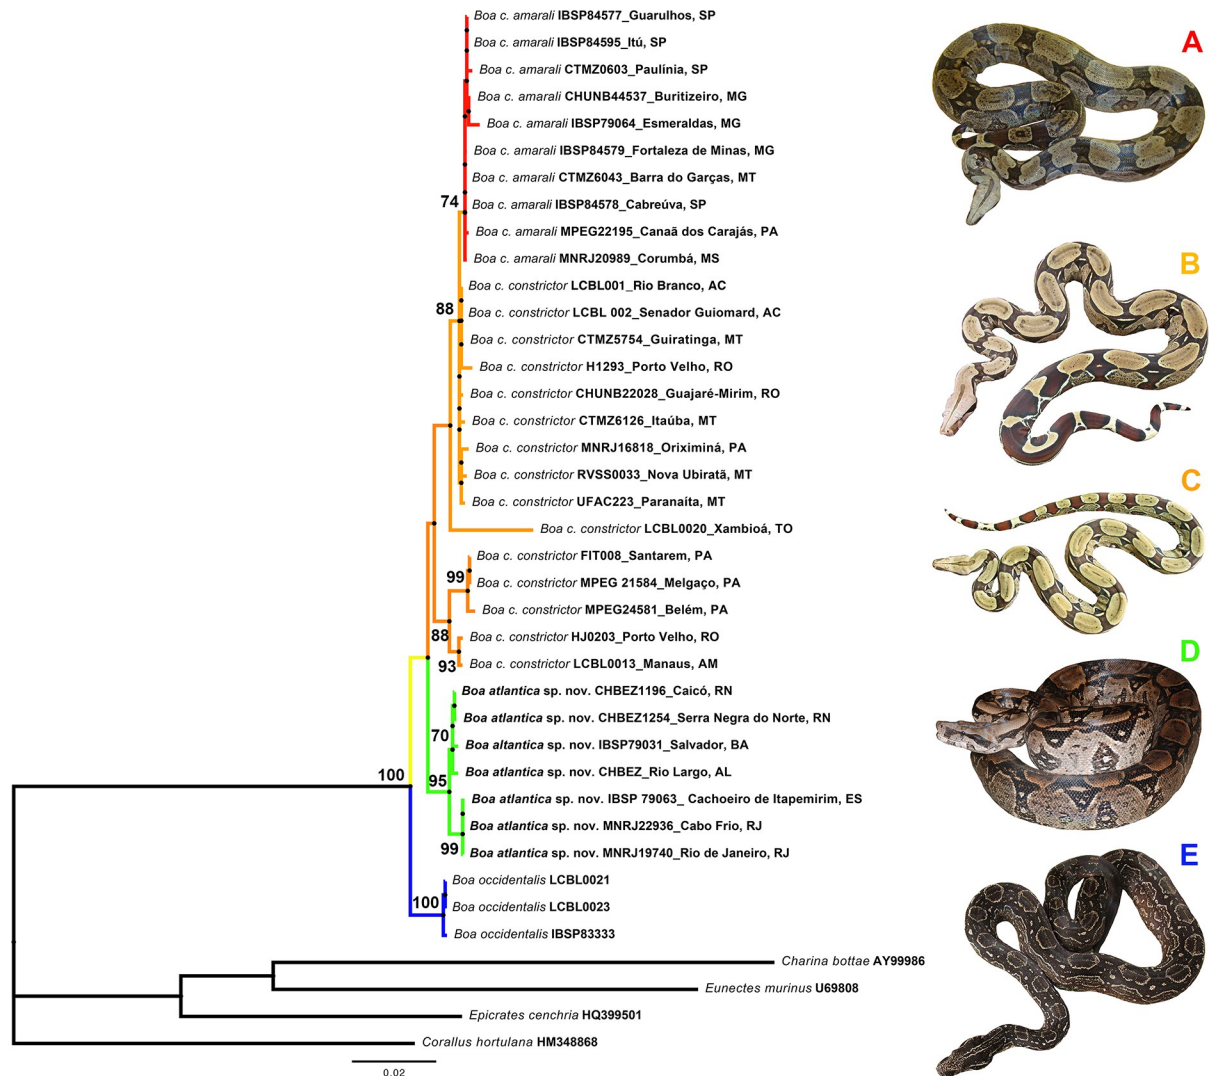 Boa c. amarali IBSP84577_Guarulhos, SP
A
Boa c. amarali IBSP84595_Itú, SP
Boa c. amarali CTMZ0603_Paulínia, SP
Boa c. amarali CHUNB44537_Buritizeiro, MG
Boa c. amarali IBSP79064_Esmeraldas, MG
Boa c. amarali IBSP84579_Fortaleza de Minas, MG
Boa c. amarali CTMZ6043_Barra do Garças, MT
74
Boa c. amarali IBSP84578_Cabreúva, SP
Boa c. amarali MPEG22195_Canaã dos Carajás, PA
Boa c. amarali MNRJ20989_Corumbá, MS
B
Boa c. constrictor LCBL001_Rio Branco, AC
88
Boa c. constrictor LCBL 002_Senador Guiomard, AC
Boa c. constrictor CTMZ5754_Guiratinga, MT
Boa c. constrictor H1293_Porto Velho, RO
Boa c. constrictor CHUNB22028_Guajaré-Mirim, RO
Boa c. constrictor CTMZ6126_Itaúba, MT
Boa c. constrictor MNRJ16818_Oriximiná, PA
Boa c. constrictor RVSS0033_Nova Ubiratã, MT
C
Boa c. constrictor UFAC223_Paranaíta, MT
Boa c. constrictor LCBL0020_Xambioá, TO
Boa c. constrictor FIT008_Santarem, PA
99
Boa c. constrictor MPEG 21584_Melgaço, PA
Boa c. constrictor MPEG24581_Belém, PA
88
Boa c. constrictor HJ0203_Porto Velho, RO
D
93
Boa c. constrictor LCBL0013_Manaus, AM
Boa atlantica sp. nov. CHBEZ1196_Caicó, RN
Boa atlantica sp. nov. CHBEZ1254_Serra Negra do Norte, RN
70
Boa altantica sp. nov. IBSP79031_Salvador, BA
100
95
Boa atlantica sp. nov. CHBEZ_Rio Largo, AL
Boa atlantica sp. nov. IBSP 79063_ Cachoeiro de Itapemirim, ES
Boa atlantica sp. nov. MNRJ22936_Cabo Frio, RJ
99
Boa atlantica sp. nov. MNRJ19740_Rio de Janeiro, RJ
E
Boa occidentalis LCBL0021
100
Boa occidentalis LCBL0023
Boa occidentalis IBSP83333
Charina bottae AY99986
Eunectes murinus U69808
Epicrates cenchria HQ399501
Corallus hortulana HM348868
0.02